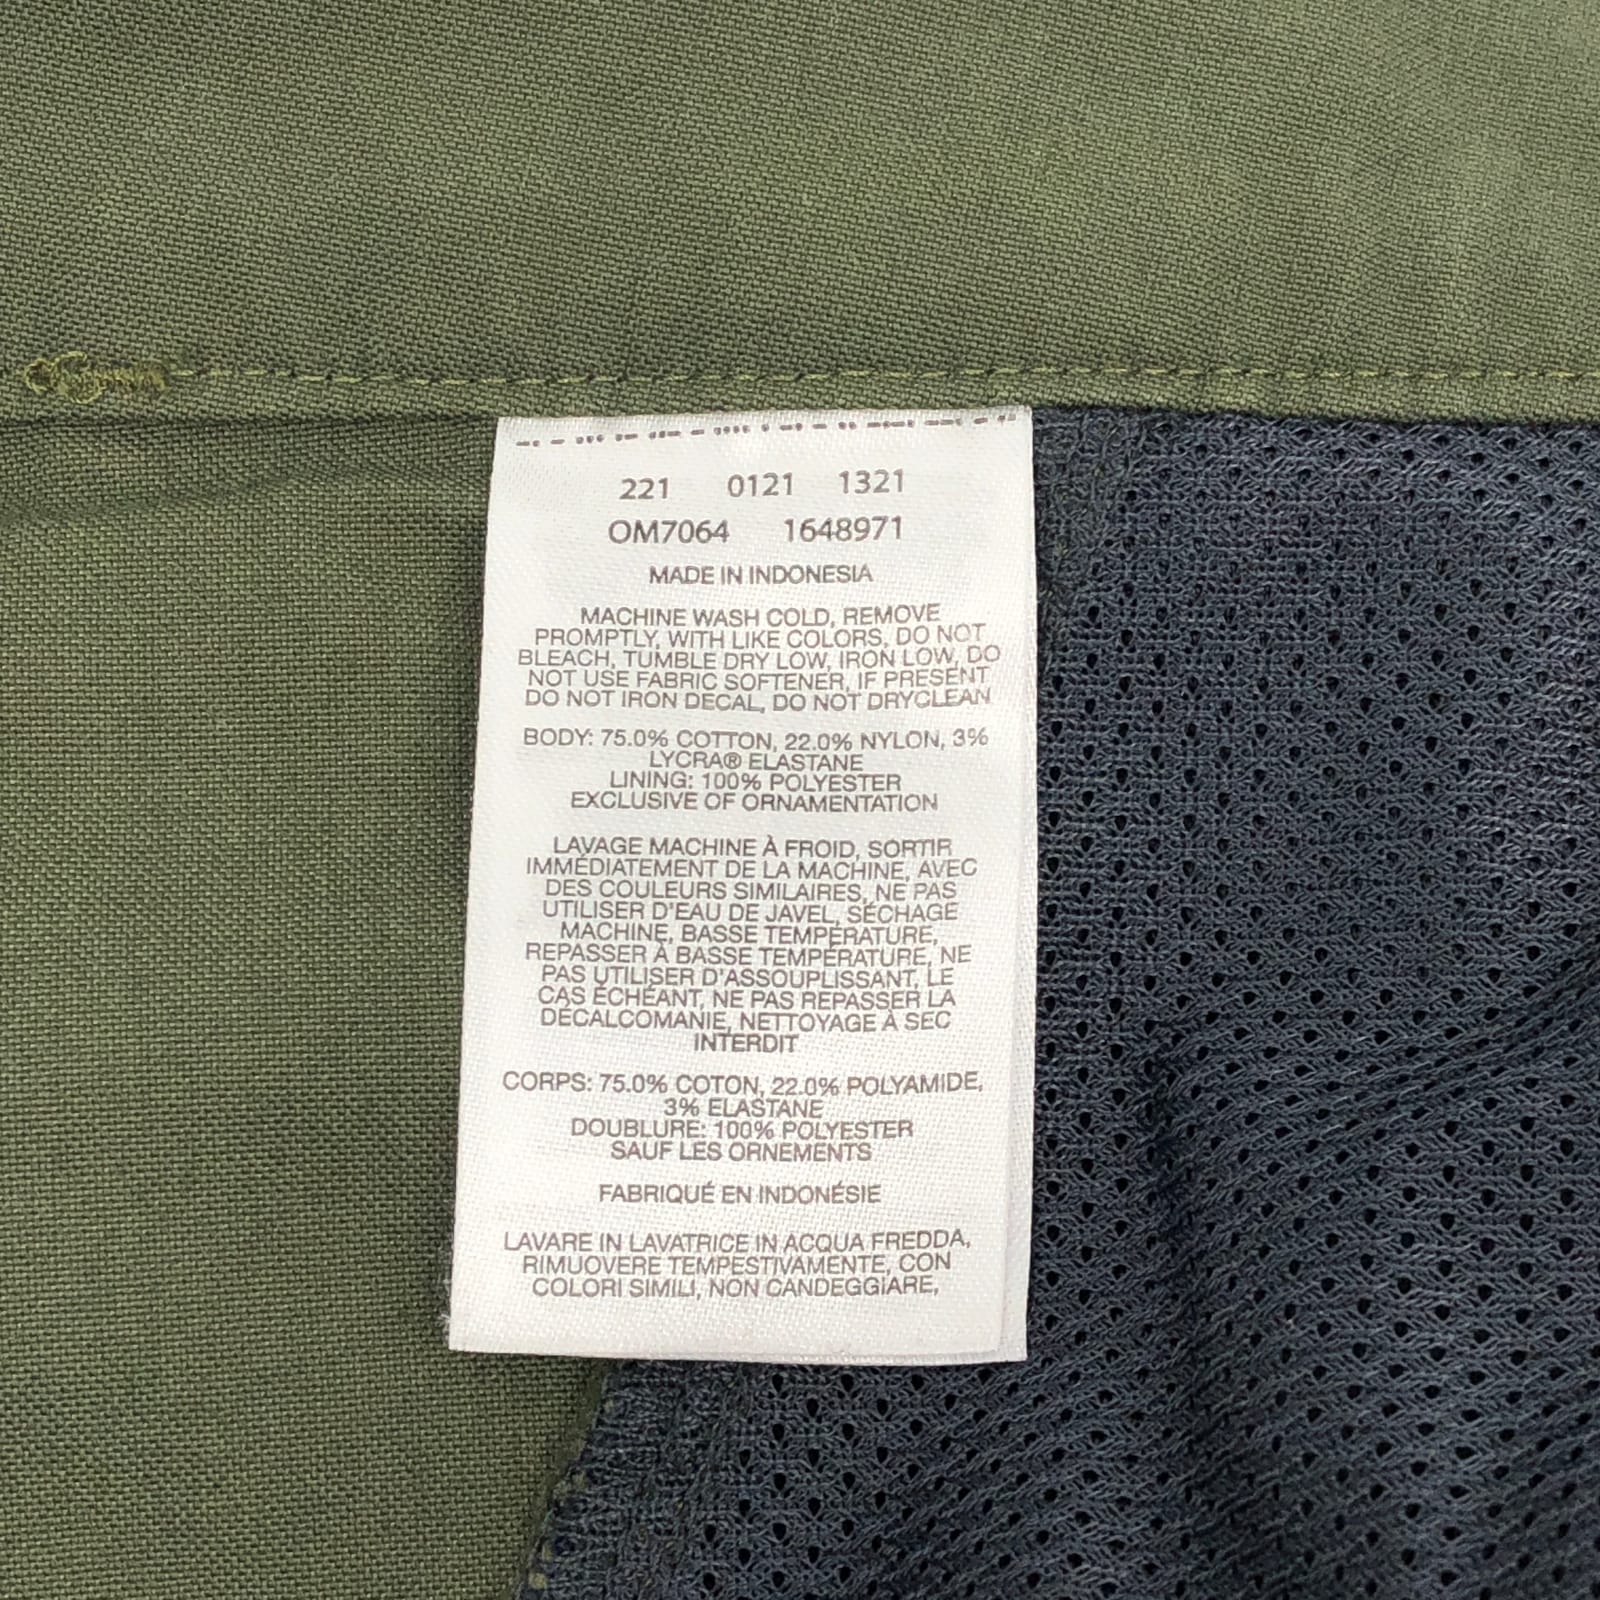 221 0121 1321
OM7064 1648971
MADE IN INDONESIA
MACHINE WASH COLD, REMOVE
PROMPTLY, WITH LIKE COLORS, DO NOT
BLEACH, TUMBLE DRY LOW, IRON LOW, DO
NOT USE FABRIC SOFTENER, IF PRESENT
DO NOT IRON DECAL, DO NOT DRYCLEAN
BODY: 75.0% COTTON, 22.0% NYLON, 3%
LYCRA® ELASTANE
LINING: 100% POLYESTER
EXCLUSIVE OF ORNAMENTATION
LAVAGE MACHINE À FROID, SORTIR
IMMÉDIATEMENT DE LA MACHINE, AVEC
DES COULEURS SIMILAIRES, NE PAS
UTILISER D'EAU DE JAVEL, SÉCHAGE
MACHINE, BASSE TEMPÉRATURE,
REPASSER À BASSE TEMPÉRATURE, NE
PAS UTILISER D'ASSOUPLISSANT, LE
CAS ÉCHÉANT, NE PAS REPASSER LA
DÉCALCOMANIE, NETTOYAGE À SEC
INTERDIT
CORPS: 75.0% COTON, 22.0% POLYAMIDE,
3% ELASTANE
DOUBLURE: 100% POLYESTER
SAUF LES ORNEMENTS
FABRIQUÉ EN INDONÉSIE
LAVARE IN LAVATRICE IN ACQUA FREDDA,
RIMUOVERE TEMPESTIVAMENTE, CON
COLORI SIMILI, NON CANDEGGIARE,